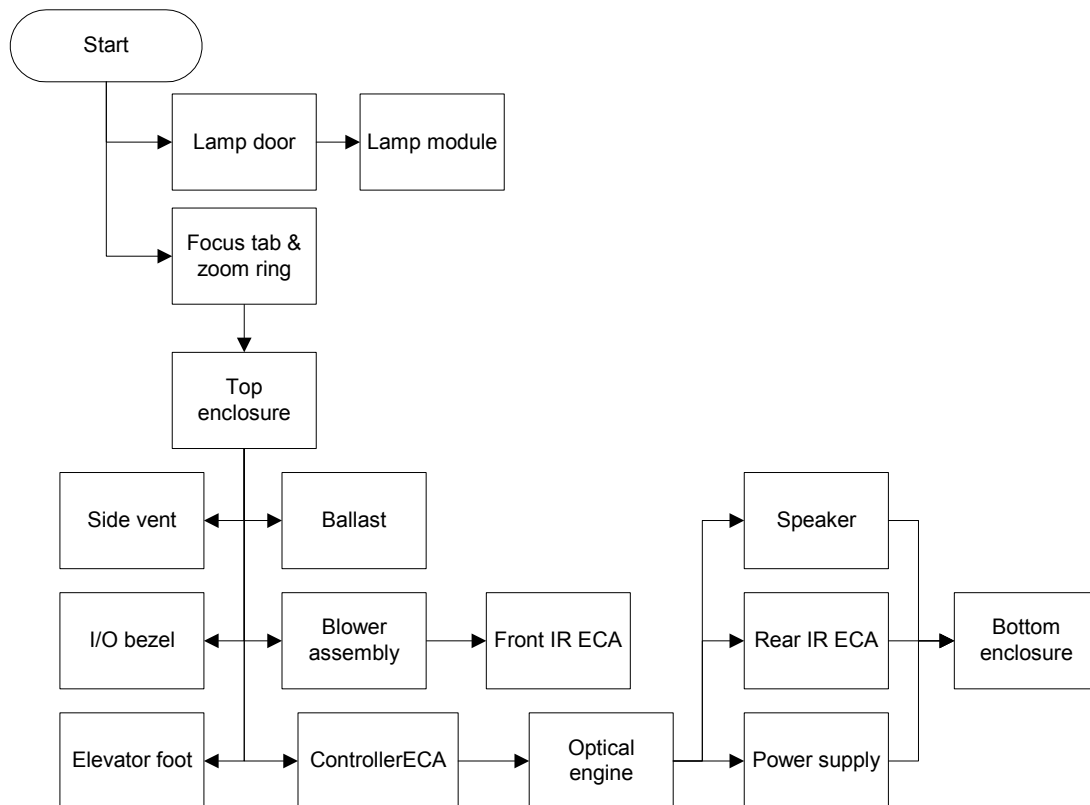 Start
Lamp door
Lamp module
Focus tab &
zoom ring
Top
enclosure
Side vent
Ballast
Speaker
I/O bezel
Blower
assembly
Front IR ECA
Rear IR ECA
Bottom
enclosure
Elevator foot
ControllerECA
Optical
engine
Power supply